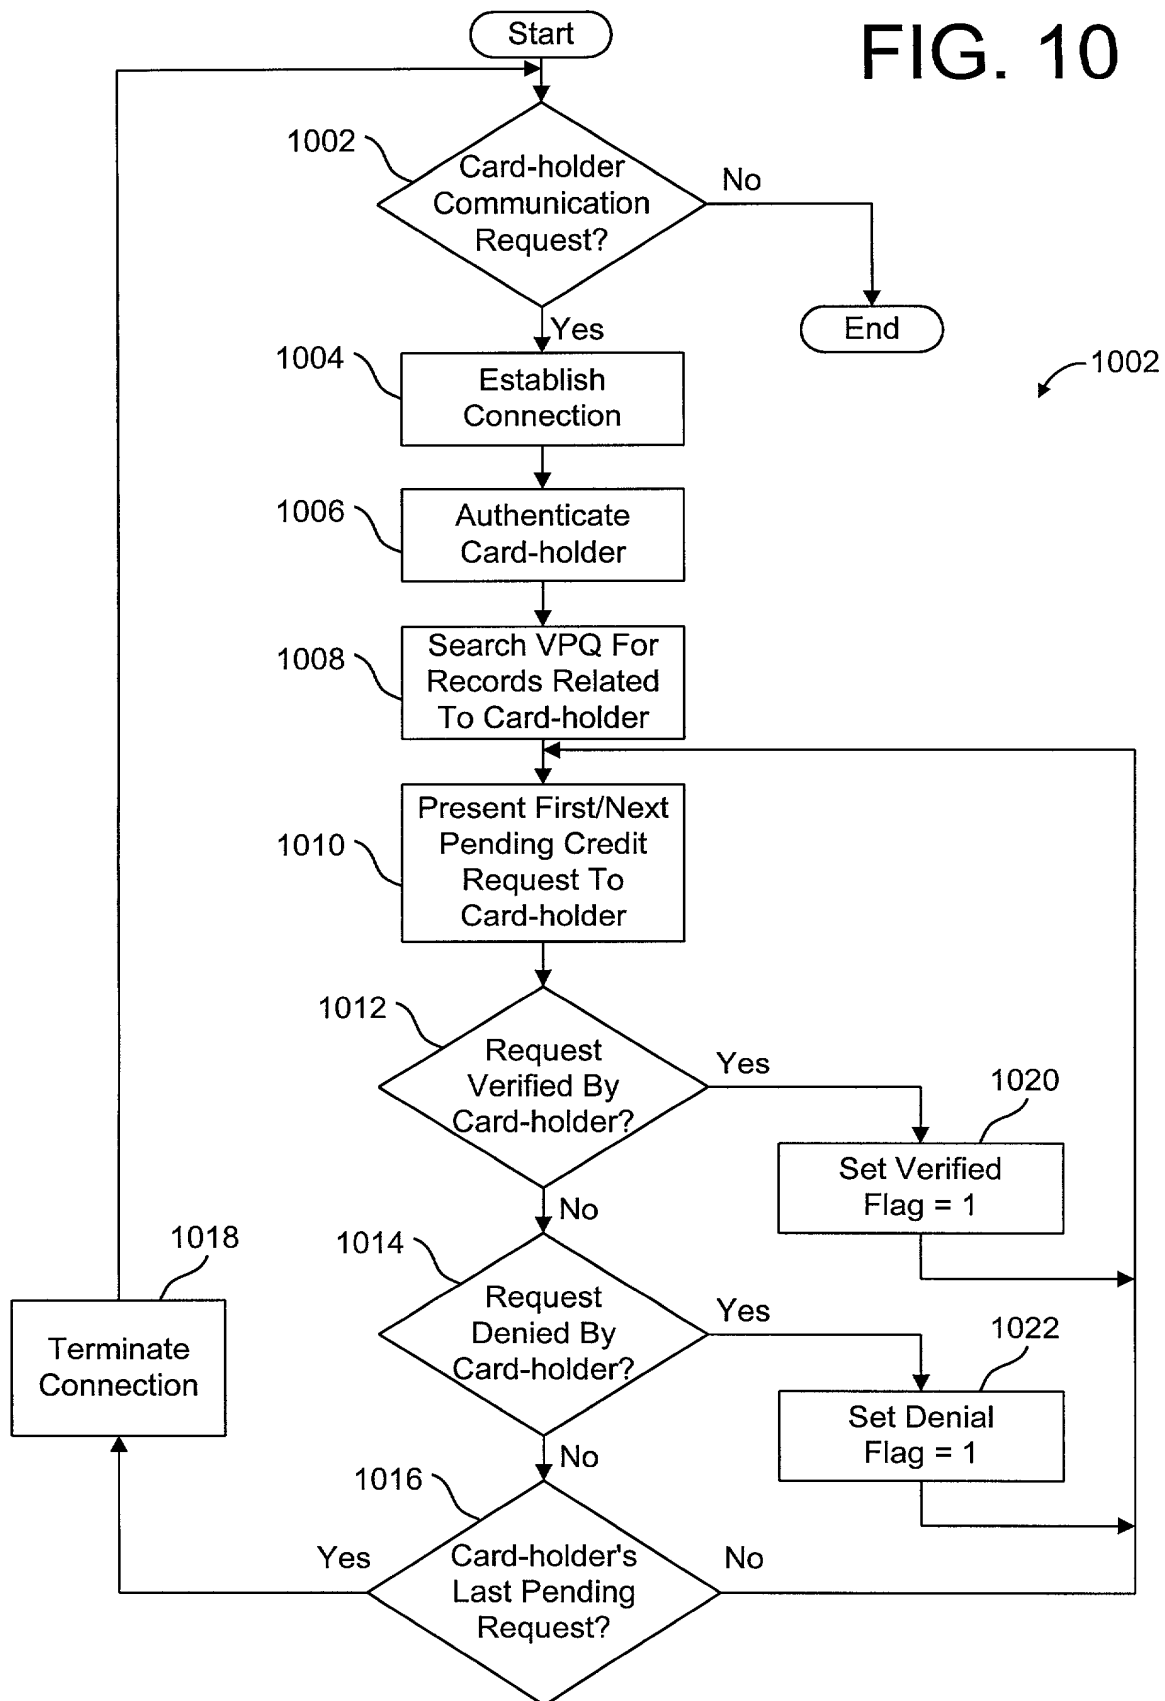 Start
FIG. 10
1002
Card-holder
Communication
Request?
No
End
Yes
1002
1004
Establish
Connection
1006
Authenticate
Card-holder
1008
Search VPQ For
Records Related
To Card-holder
1010
Present First/Next
Pending Credit
Request To
Card-holder
1012
Request
Verified By
Card-holder?
Yes
1020
Set Verified
Flag = 1
No
1018
Terminate
Connection
1014
Request
Denied By
Card-holder?
Yes
1022
Set Denial
Flag = 1
No
1016
Yes
Card-holder's
Last Pending
Request?
No